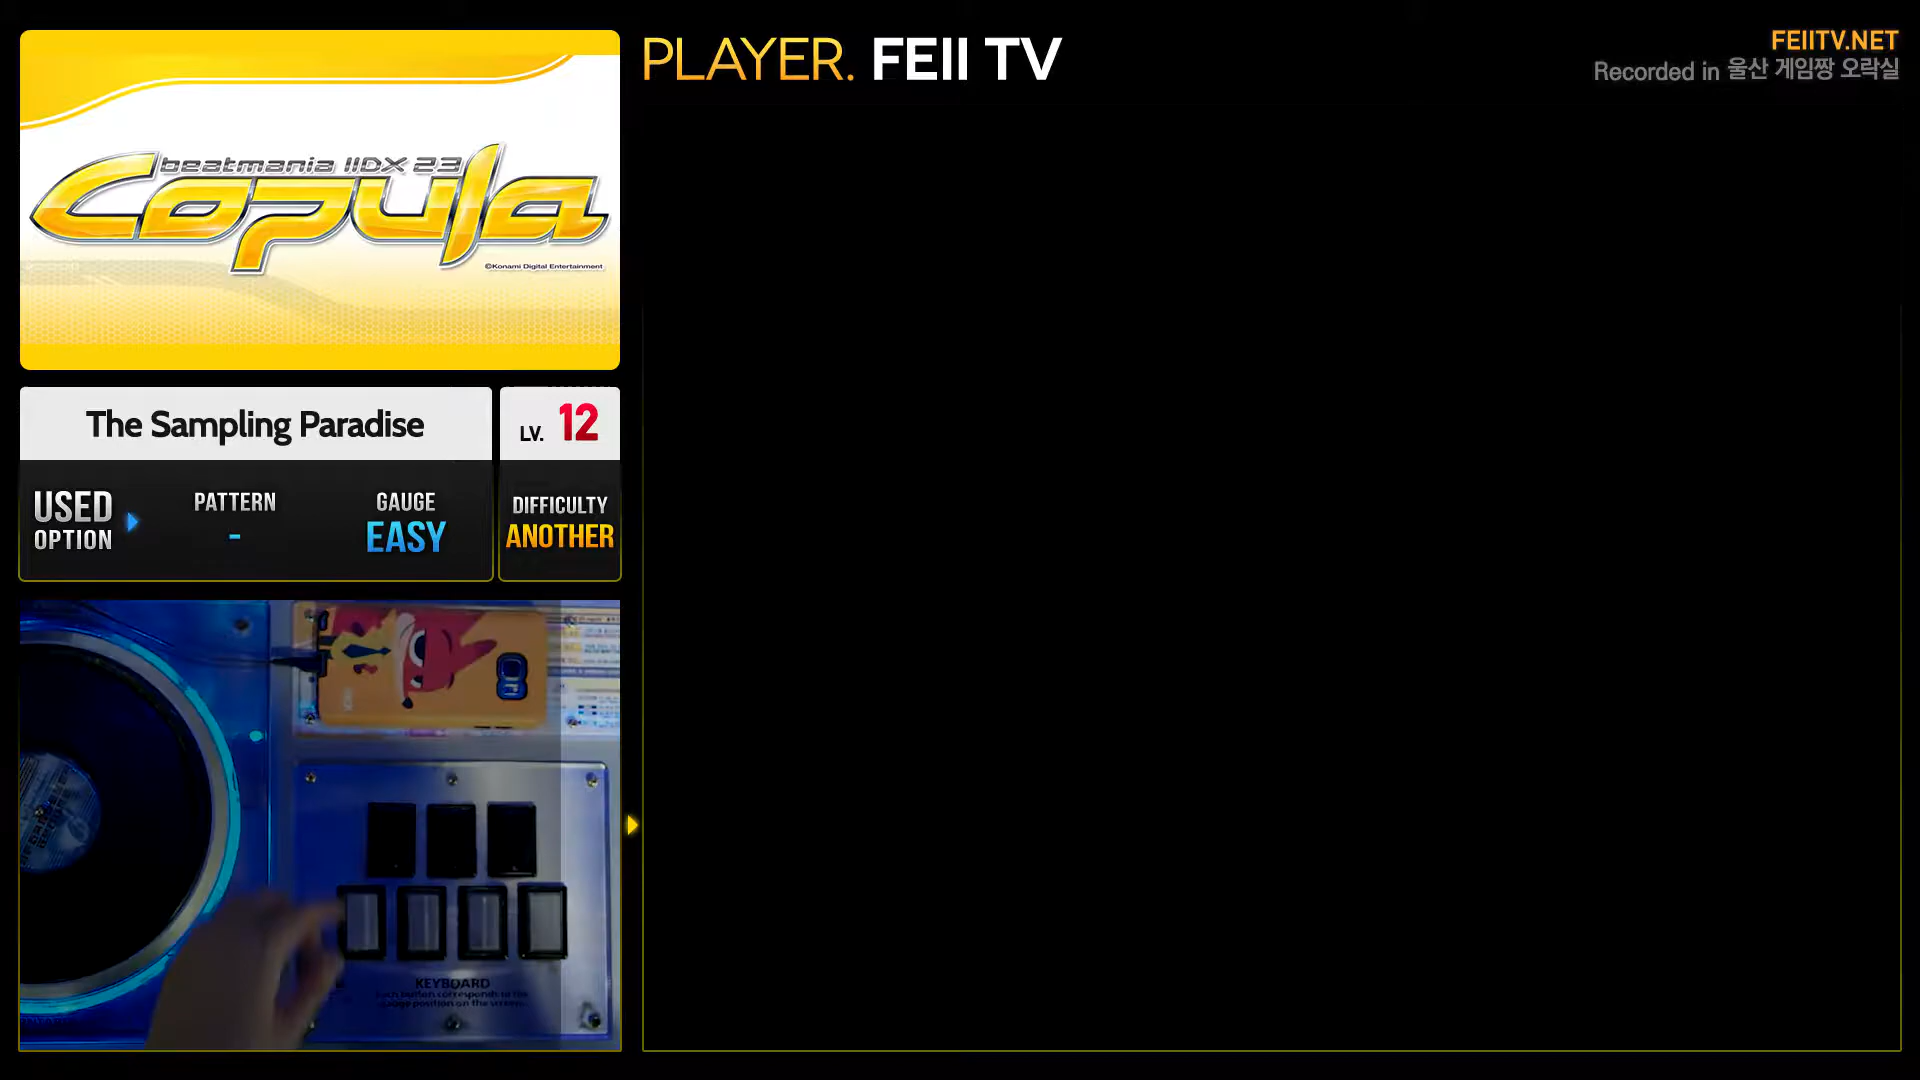 beatmania IIDX 23
copula
©Konami Digital Entertainment
PLAYER. FEII TV
FEIITV.NET
Recorded in 울산 게임짱 오락실
The Sampling Paradise
LV. 12
USED
OPTION
PATTERN
-
GAUGE
EASY
DIFFICULTY
ANOTHER
KEYBOARD